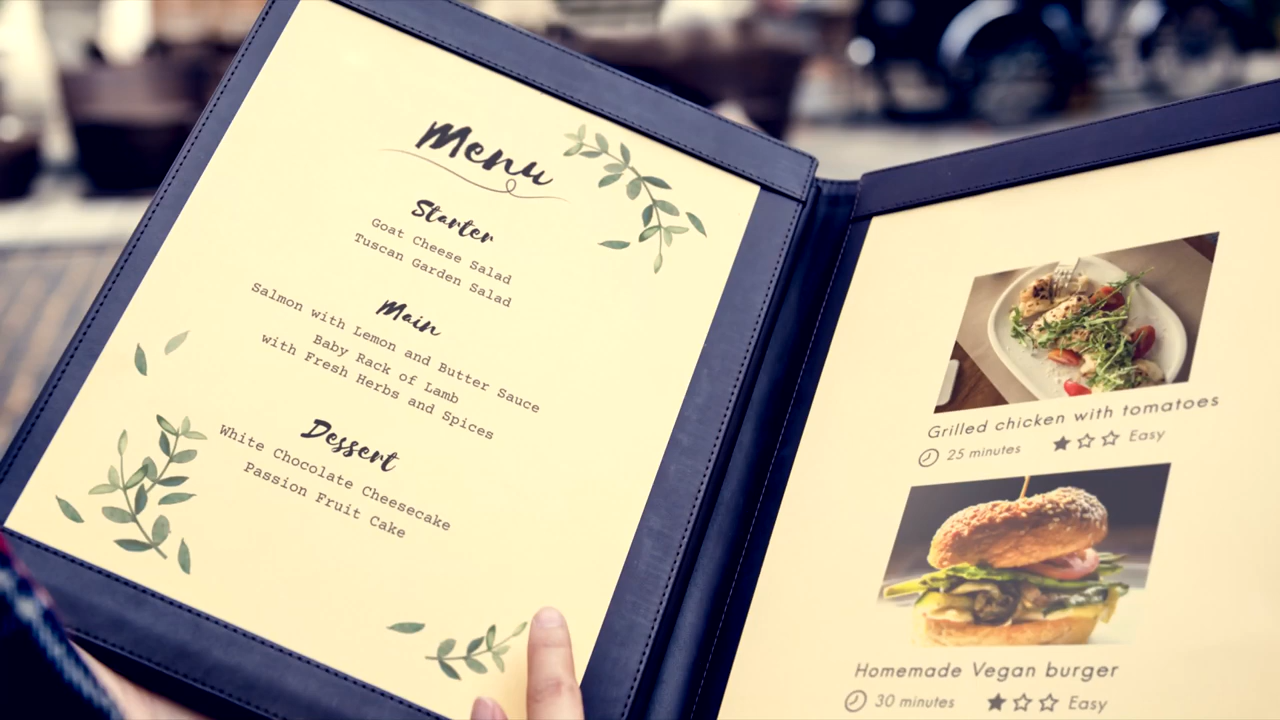 Menu
Starter
Goat Cheese Salad
Tuscan Garden Salad
Main
Salmon with Lemon and Butter Sauce
Baby Rack of Lamb
with Fresh Herbs and Spices
Dessert
White Chocolate Cheesecake
Passion Fruit Cake
Grilled chicken with tomatoes
25 minutes Easy
Homemade Vegan burger
30 minutes Easy